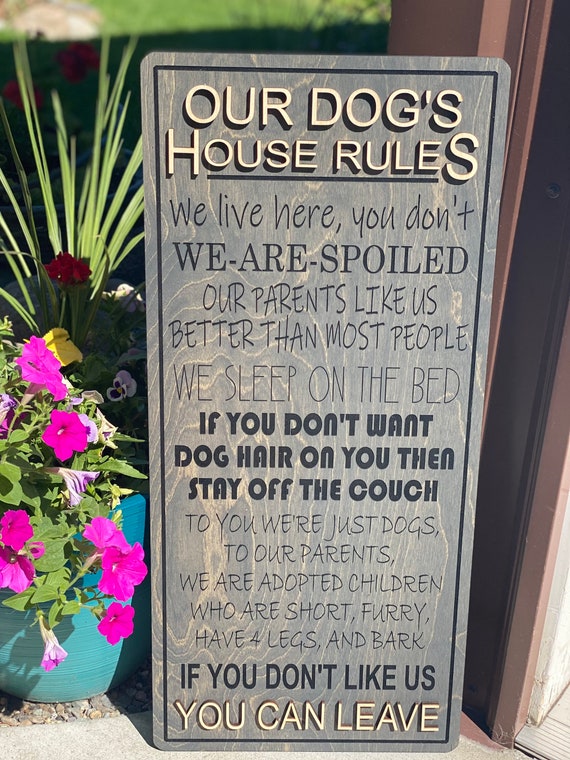 OUR DOG'S
HOUSE RULES
We live here, you don't
WE-ARE-SPOILED
OUR PARENTS LIKE US
BETTER THAN MOST PEOPLE
WE SLEEP ON THE BED
IF YOU DON'T WANT
DOG HAIR ON YOU THEN
STAY OFF THE COUCH
TO YOU WE'RE JUST DOGS,
TO OUR PARENTS,
WE ARE ADOPTED CHILDREN
WHO ARE SHORT, FURRY,
HAVE 4 LEGS, AND BARK
IF YOU DON'T LIKE US
YOU CAN LEAVE